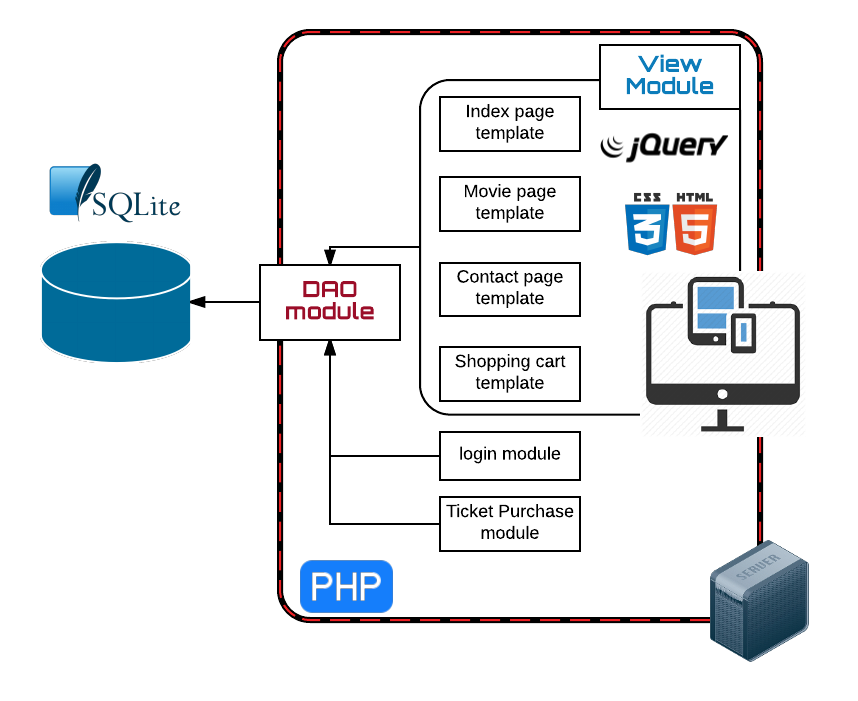 View
Module
Index page
template
jQuery
Movie page
template
CSS
HTML
3
5
SQLite
DAO
module
Contact page
template
Shopping cart
template
login module
Ticket Purchase
module
PHP
SERVER